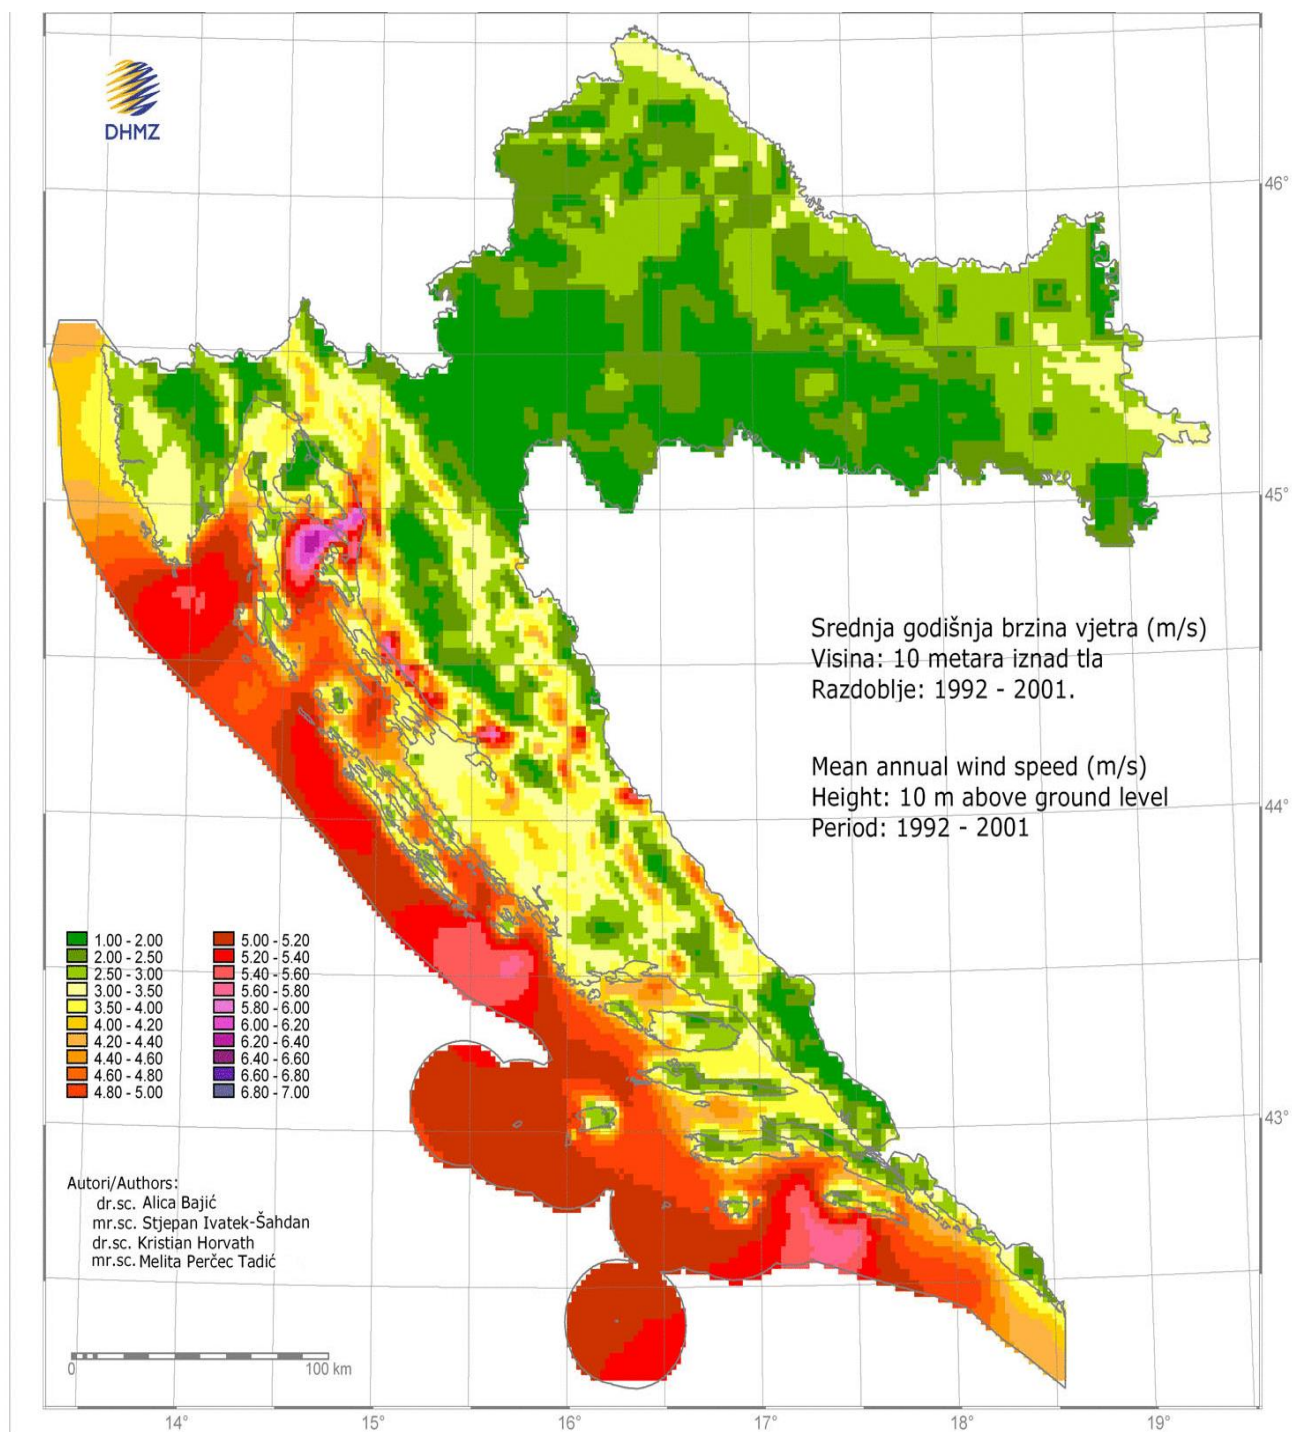 DHMZ
46°
45°
Srednja godišnja brzina vjetra (m/s)
Visina: 10 metara iznad tla
Razdoblje: 1992 - 2001.
Mean annual wind speed (m/s)
Height: 10 m above ground level
Period: 1992 - 2001
44°
1.00 - 2.00
2.00 - 2.50
2.50 - 3.00
3.00 - 3.50
3.50 - 4.00
4.00 - 4.20
4.20 - 4.40
4.40 - 4.60
4.60 - 4.80
4.80 - 5.00
5.00 - 5.20
5.20 - 5.40
5.40 - 5.60
5.60 - 5.80
5.80 - 6.00
6.00 - 6.20
6.20 - 6.40
6.40 - 6.60
6.60 - 6.80
6.80 - 7.00
43°
Autori/Authors:
dr.sc. Alica Bajić
mr.sc. Stjepan Ivatek-Šahdan
dr.sc. Kristian Horvath
mr.sc. Melita Perčec Tadić
0 100 km
14° 15° 16° 17° 18° 19°